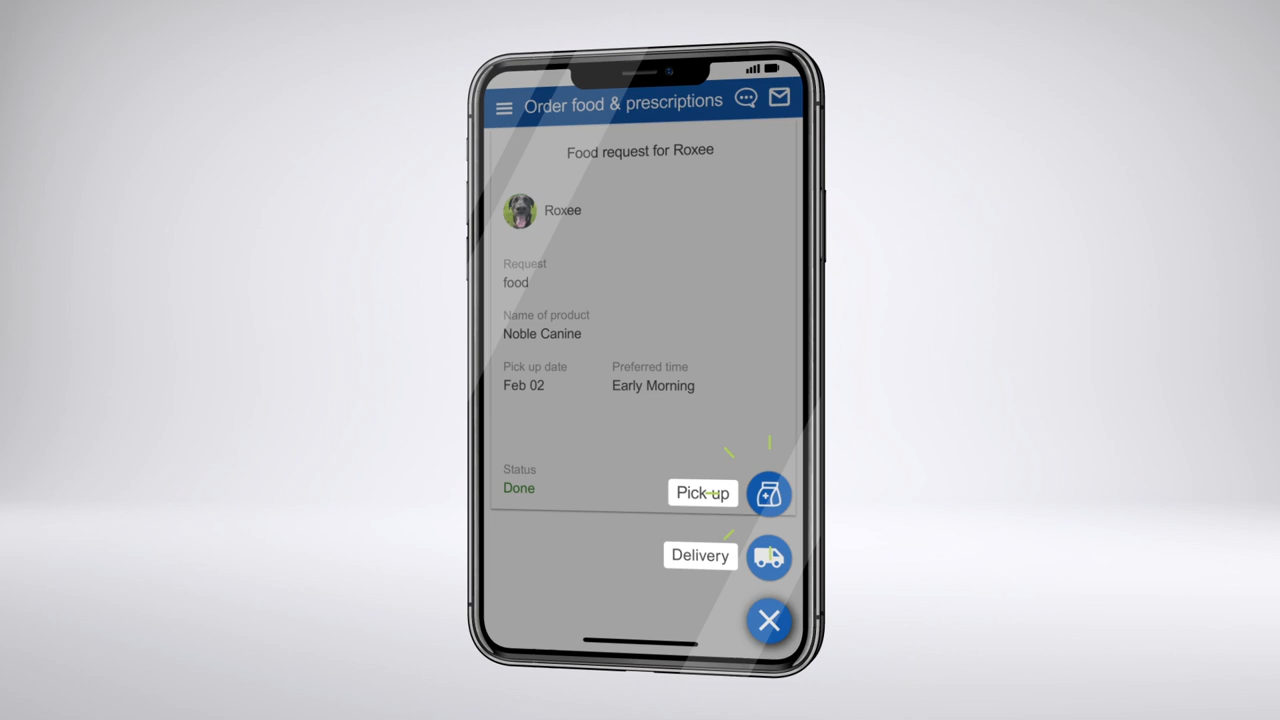 Order food & prescriptions
Food request for Roxee
Roxee
Request
food
Name of product
Noble Canine
Pick up date Preferred time
Feb 02 Early Morning
Status
Done
Pick up
Delivery